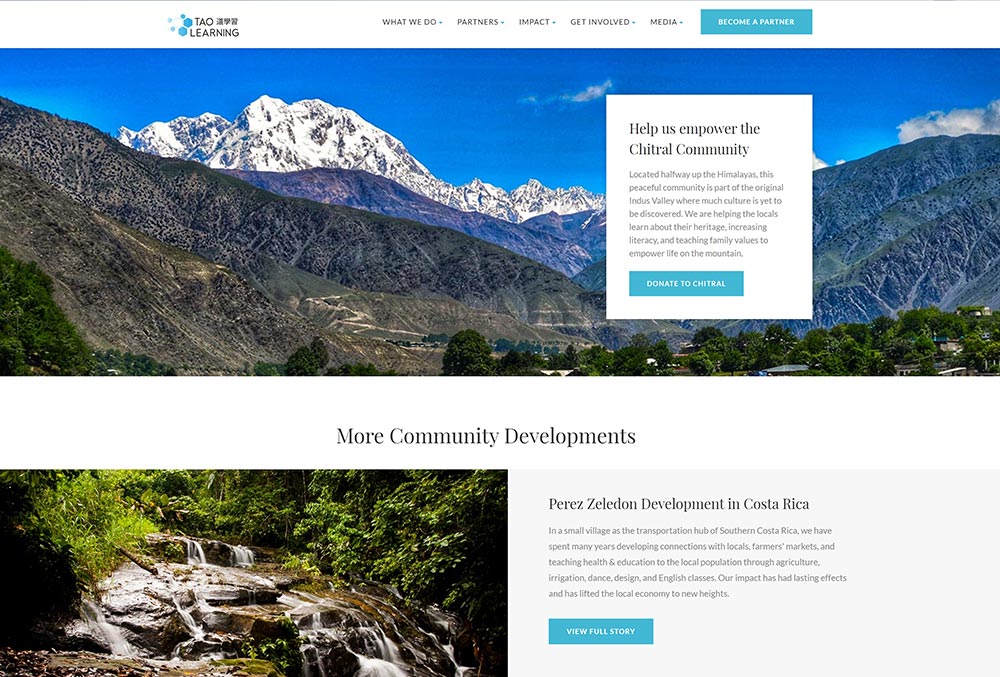 TAO 漢學習
LEARNING
WHAT WE DO
PARTNERS
IMPACT
GET INVOLVED
MEDIA
BECOME A PARTNER
Help us empower the
Chitral Community
Located halfway up the Himalayas, this
peaceful community is part of the original
Indus Valley where much culture is yet to
be discovered. We are helping the locals
learn about their heritage, increasing
literacy, and teaching family values to
empower life on the mountain.
DONATE TO CHITRAL
More Community Developments
Perez Zeledon Development in Costa Rica
In a small village as the transportation hub of Southern Costa Rica, we have
spent many years developing connections with locals, farmers' markets, and
teaching health & education to the local population through agriculture,
irrigation, dance, design, and English classes. Our impact has had lasting effects
and has lifted the local economy to new heights.
VIEW FULL STORY